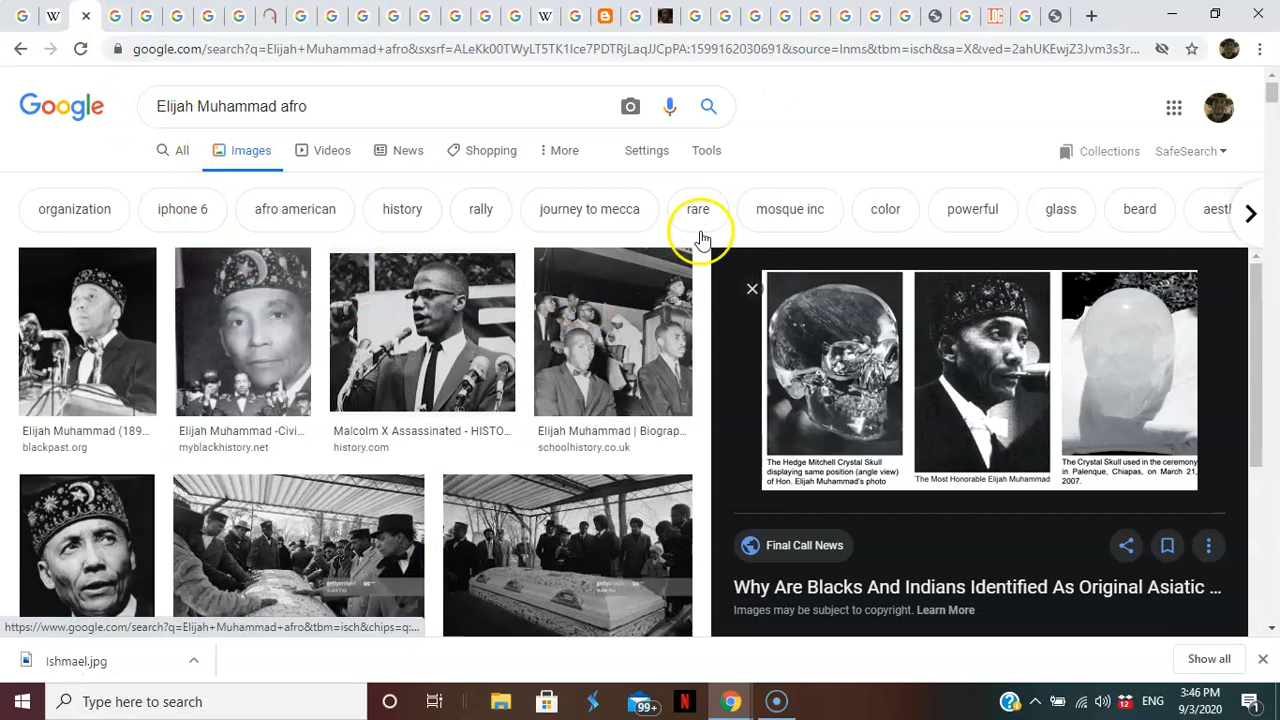 google.com/search?q=Elijah+Muhammad+afro&sxsrf=ALeKk00TWyLT5TK1Ice7PDTRjLaqJJCpPA:1599162030691&source=lnms&tbm=isch&sa=X&ved=2ahUKEwjZ3Jvm3s3r...
Google
Elijah Muhammad afro
All
Images
Videos
News
Shopping
More
Settings
Tools
Collections
SafeSearch
organization
iphone 6
afro american
history
rally
journey to mecca
rare
mosque inc
color
powerful
glass
beard
aest
Elijah Muhammad (189...
blackpast.org
Elijah Muhammad -Civi...
myblackhistory.net
Malcolm X Assassinated - HISTO...
history.com
Elijah Muhammad | Biograp...
schoolhistory.co.uk
The Hedge Mitchell Crystal Skull
displaying same position (angle view)
of Hon. Elijah Muhammad's photo
The Most Honorable Elijah Muhammad
The Crystal Skull used in the ceremony
in Palenque, Chiapas, on March 21,
2007.
Final Call News
Why Are Blacks And Indians Identified As Original Asiatic ...
Images may be subject to copyright. Learn More
gettyimages
gettyimages
https://www.google.com/search?q=Elijah+Muhammad+afro&tbm=isch&chips=q:...
Ishmael.jpg
Show all
Type here to search
99+
N
12
ENG
3:46 PM
9/3/2020
1